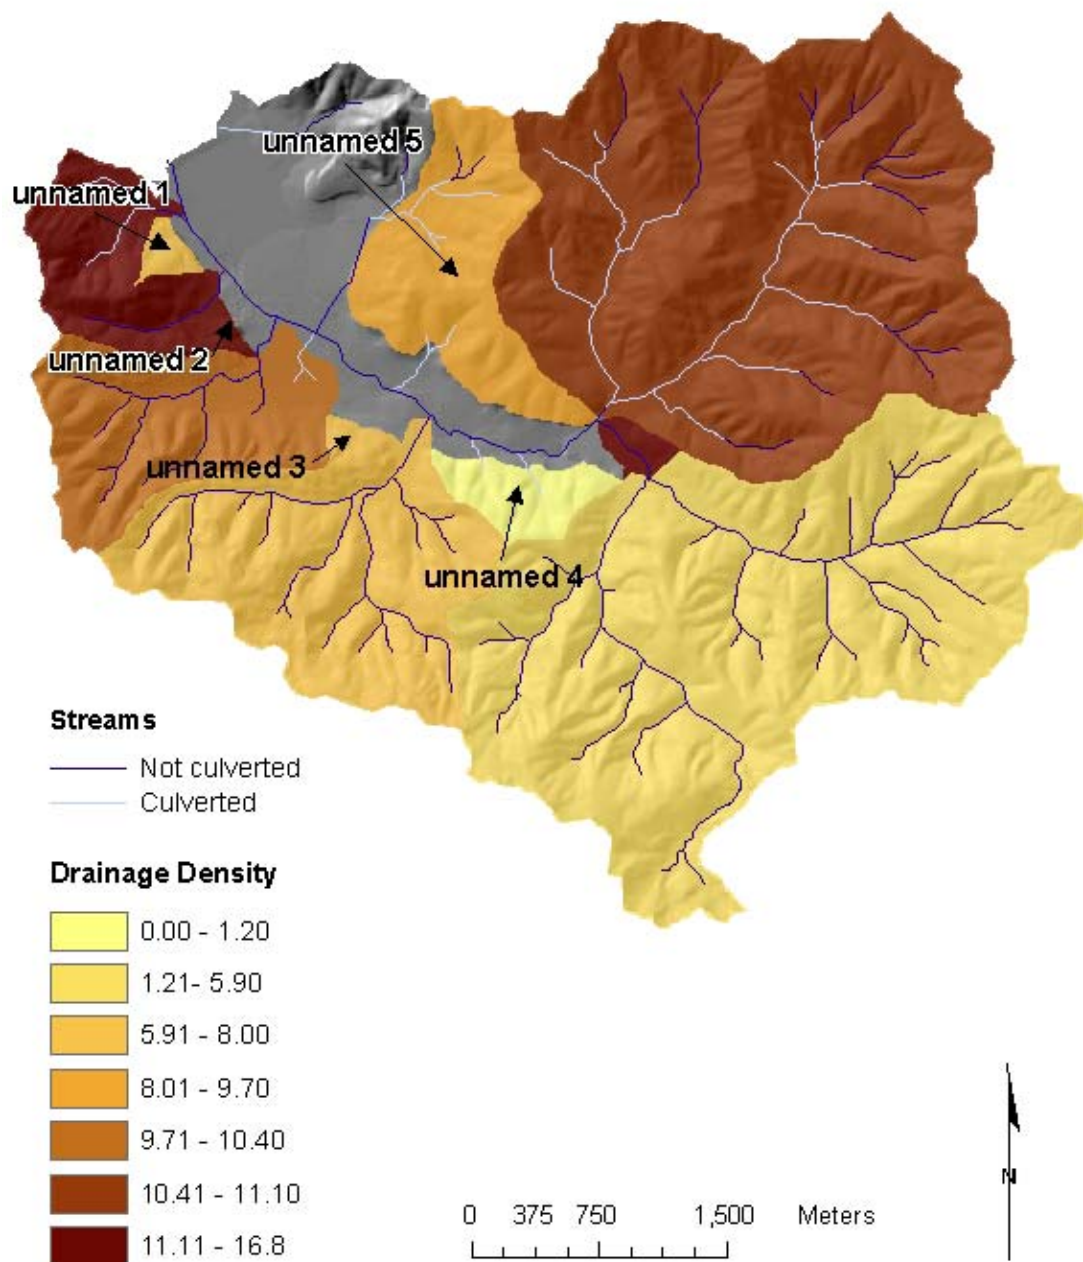 unnamed 5
unnamed 1
unnamed 2
unnamed 3
unnamed 4
Streams
Not culverted
Culverted
Drainage Density
0.00 - 1.20
1.21- 5.90
5.91 - 8.00
8.01 - 9.70
9.71 - 10.40
10.41 - 11.10
11.11 - 16.8
0 375 750 1,500 Meters
N